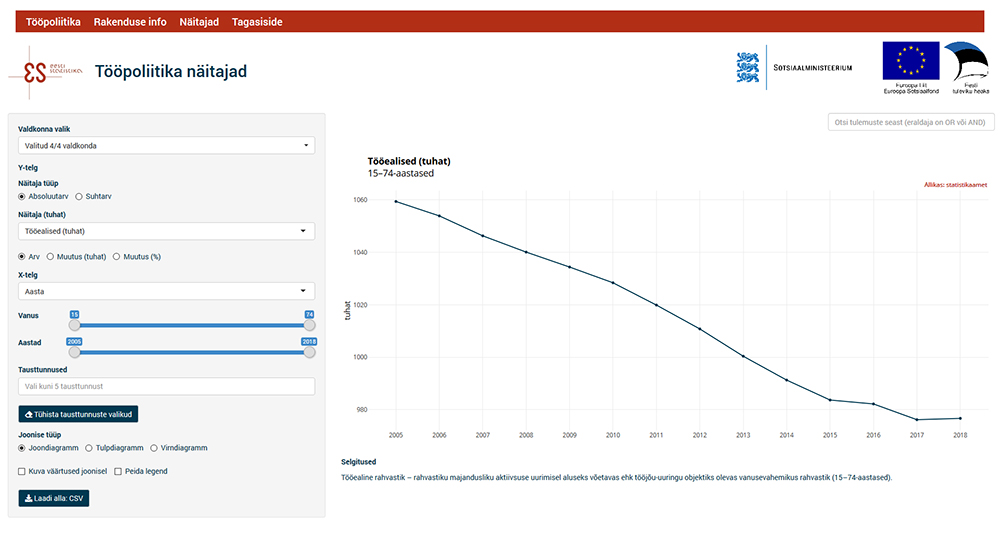 Tööpoliitika Rakenduse info Näitajad Tagasiside
eesti
statistika
Tööpoliitika näitajad
SOTSIAALMINISTEERIUM
Euroopa Liit
Euroopa Sotsiaalfond
Eesti
tuleviku heaks
Otsi tulemuste seast (eraldaja on OR või AND)
Valdkonna valik
Valitud 4/4 valdkonda
Y-telg
Näitaja tüüp
Absoluutarv Suhtarv
Näitaja (tuhat)
Tööealised (tuhat)
Arv Muutus (tuhat) Muutus (%)
X-telg
Aasta
Vanus 15 74
Aastad 2005 2018
Tausttunnused
Vali kuni 5 tausttunnust
Tühista tausttunnuste valikud
Joonise tüüp
Joondiagramm Tulpdiagramm Virndiagramm
Kuva väärtused joonisel Peida legend
Laadi alla: CSV
Tööealised (tuhat)
15–74-aastased
Allikas: statistikaamet
1060
1040
1020
1000
980
tuhat
2005 2006 2007 2008 2009 2010 2011 2012 2013 2014 2015 2016 2017 2018
Selgitused
Tööealine rahvastik – rahvastiku majandusliku aktiivsuse uurimisel aluseks võetavas ehk tööjõu-uuringu objektiks olevas vanusevahemikus rahvastik (15–74-aastased).